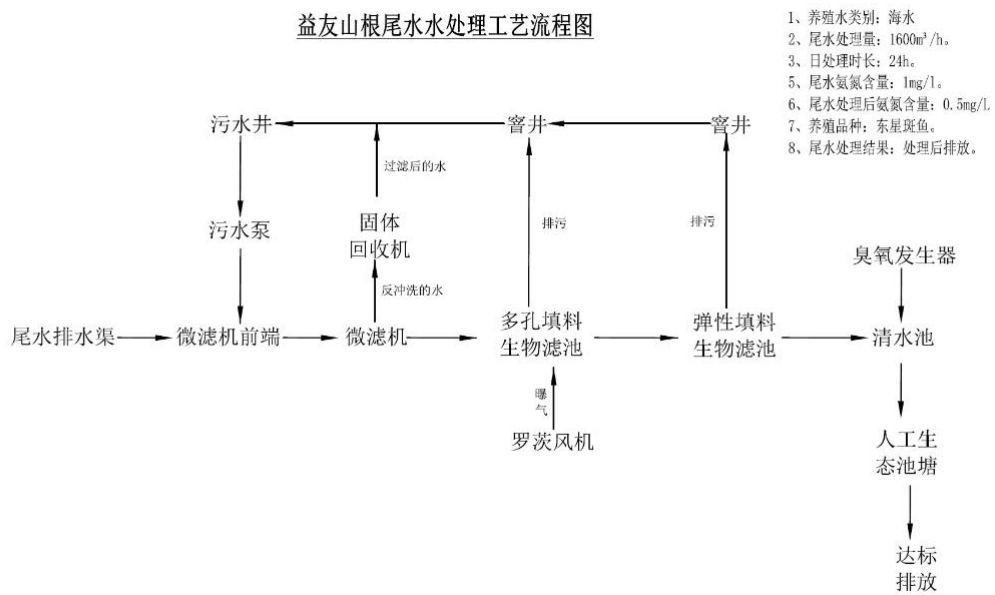 益友山根尾水水处理工艺流程图
1、养殖水类别：海水
2、尾水处理量：1600m³/h。
3、日处理时长：24h。
5、尾水氨氮含量：1mg/l。
6、尾水处理后氨氮含量：0.5mg/L
7、养殖品种：东星斑鱼。
8、尾水处理结果：处理后排放。
污水井
窨井
窨井
过滤后的水
污水泵
固体
回收机
排污
排污
臭氧发生器
反冲洗的水
尾水排水渠
微滤机前端
微滤机
多孔填料
生物滤池
弹性填料
生物滤池
清水池
曝
气
罗茨风机
人工生
态池塘
达标
排放